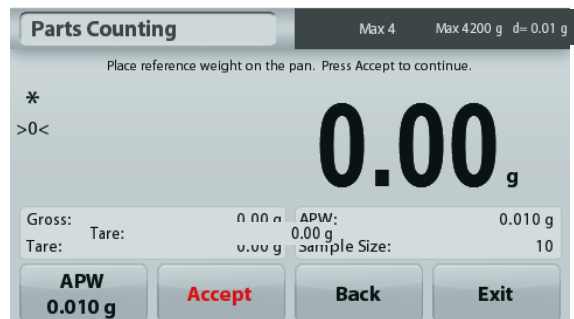 Parts Counting Max 4 Max 4200 g d= 0.01 g
Place reference weight on the pan. Press Accept to continue.
*
>0<
0.00 g
Gross: 0.00 g APW: 0.010 g
Tare: 0.00 g
Tare: 0.00 g Sample Size: 10
APW Accept Back Exit
0.010 g